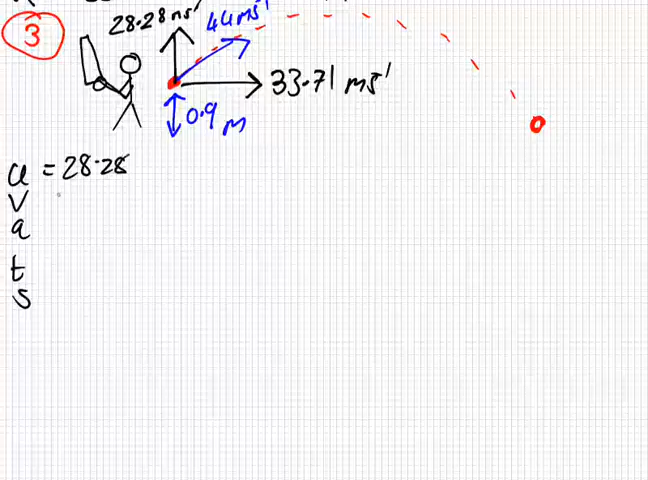 3
28.28 ms⁻¹
44 ms⁻¹
33.71 ms⁻¹
0.9 m
u = 28.28
v
a
t
s